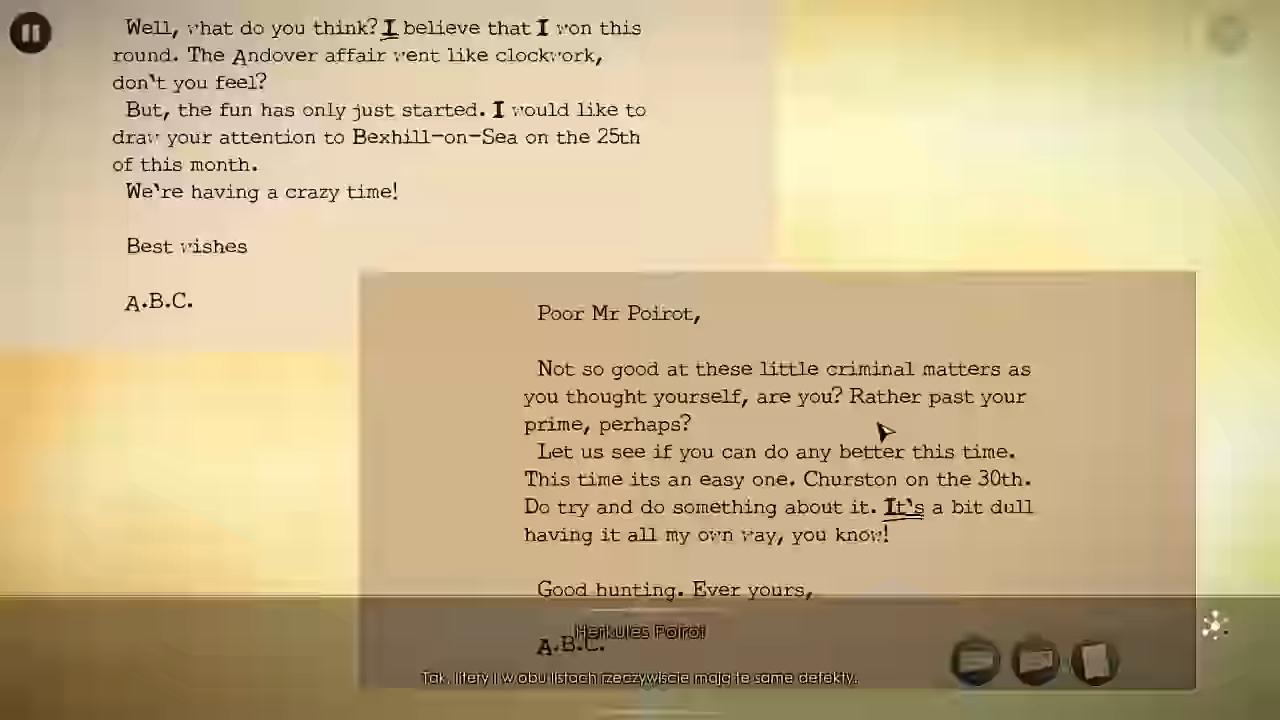 Well, what do you think? I believe that I won this
round. The Andover affair went like clockwork,
don't you feel?
But, the fun has only just started. I would like to
draw your attention to Bexhill-on-Sea on the 25th
of this month.
We're having a crazy time!
Best wishes
A.B.C.
Poor Mr Poirot,
Not so good at these little criminal matters as
you thought yourself, are you? Rather past your
prime, perhaps?
Let us see if you can do any better this time.
This time its an easy one. Churston on the 30th.
Do try and do something about it. It's a bit dull
having it all my own way, you know!
Good hunting. Ever yours,
A.B.C.
Herkules Poirot
Tak, litery I w obu listach rzeczywiście mają te same defekty.